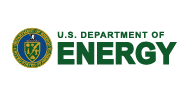 U.S. DEPARTMENT OF
ENERGY